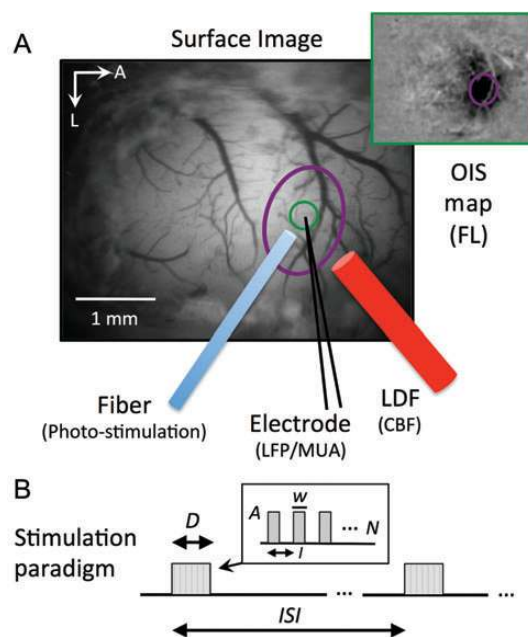 A
Surface Image
A
L
OIS
map
(FL)
1 mm
Fiber
(Photo-stimulation)
Electrode
(LFP/MUA)
LDF
(CBF)
B
Stimulation
paradigm
D
A
w
... N
I
...
...
ISI